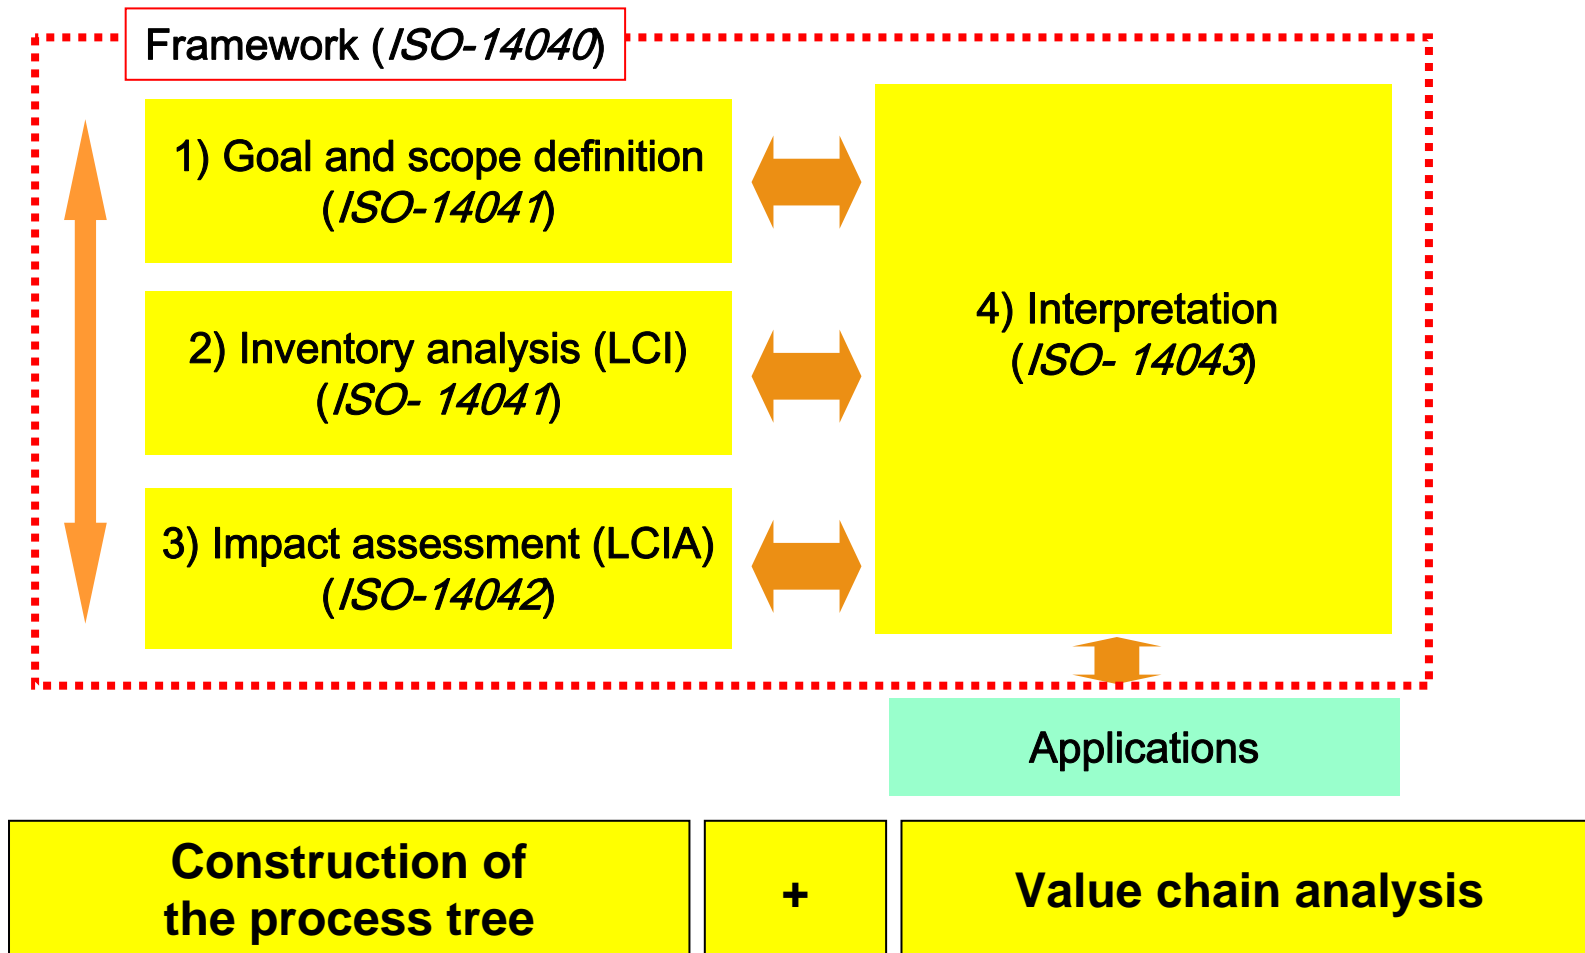 Framework (ISO-14040)
1) Goal and scope definition
(ISO-14041)
2) Inventory analysis (LCI)
(ISO- 14041)
3) Impact assessment (LCIA)
(ISO-14042)
4) Interpretation
(ISO- 14043)
Applications
Construction of
the process tree
+
Value chain analysis